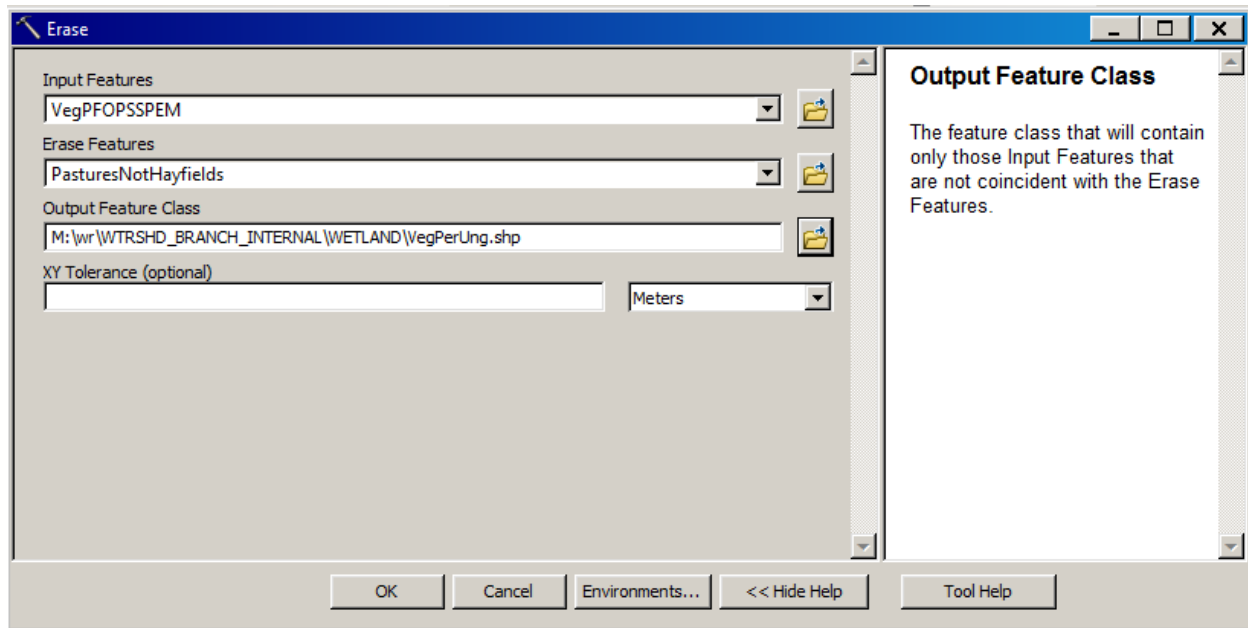 Erase
Input Features
VegPFOPSSPEM
Erase Features
PasturesNotHayfields
Output Feature Class
M:\wr\WTRSHD_BRANCH_INTERNAL\WETLAND\VegPerUng.shp
XY Tolerance (optional)
Meters
Output Feature Class
The feature class that will contain
only those Input Features that
are not coincident with the Erase
Features.
OK
Cancel
Environments...
<< Hide Help
Tool Help